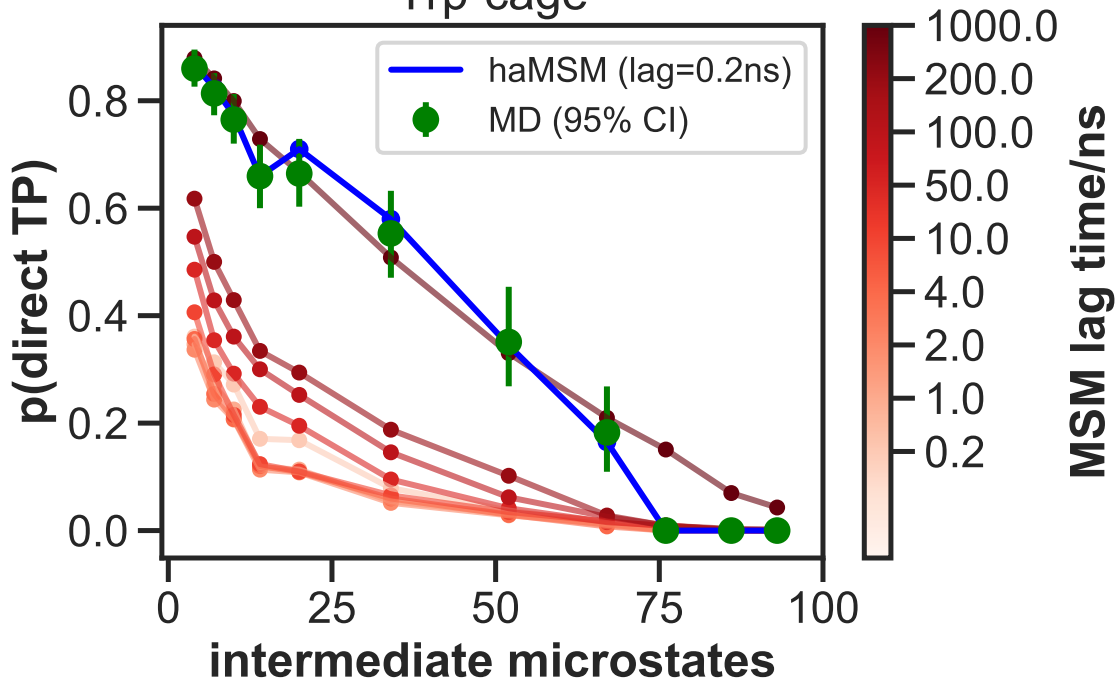 Trp-cage
haMSM (lag=0.2ns)
MD (95% CI)
p(direct TP)
0.8
0.6
0.4
0.2
0.0
0 25 50 75 100
intermediate microstates
1000.0
200.0
100.0
50.0
10.0
4.0
2.0
1.0
0.2
MSM lag time/ns